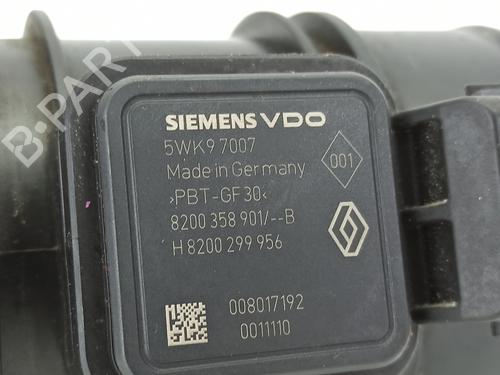 B-PARTS
SIEMENS VDO
5WK9 7007
001
Made in Germany
>PBT-GF30<
8200 358 901/--B
H 8200 299 956
008017192
0011110